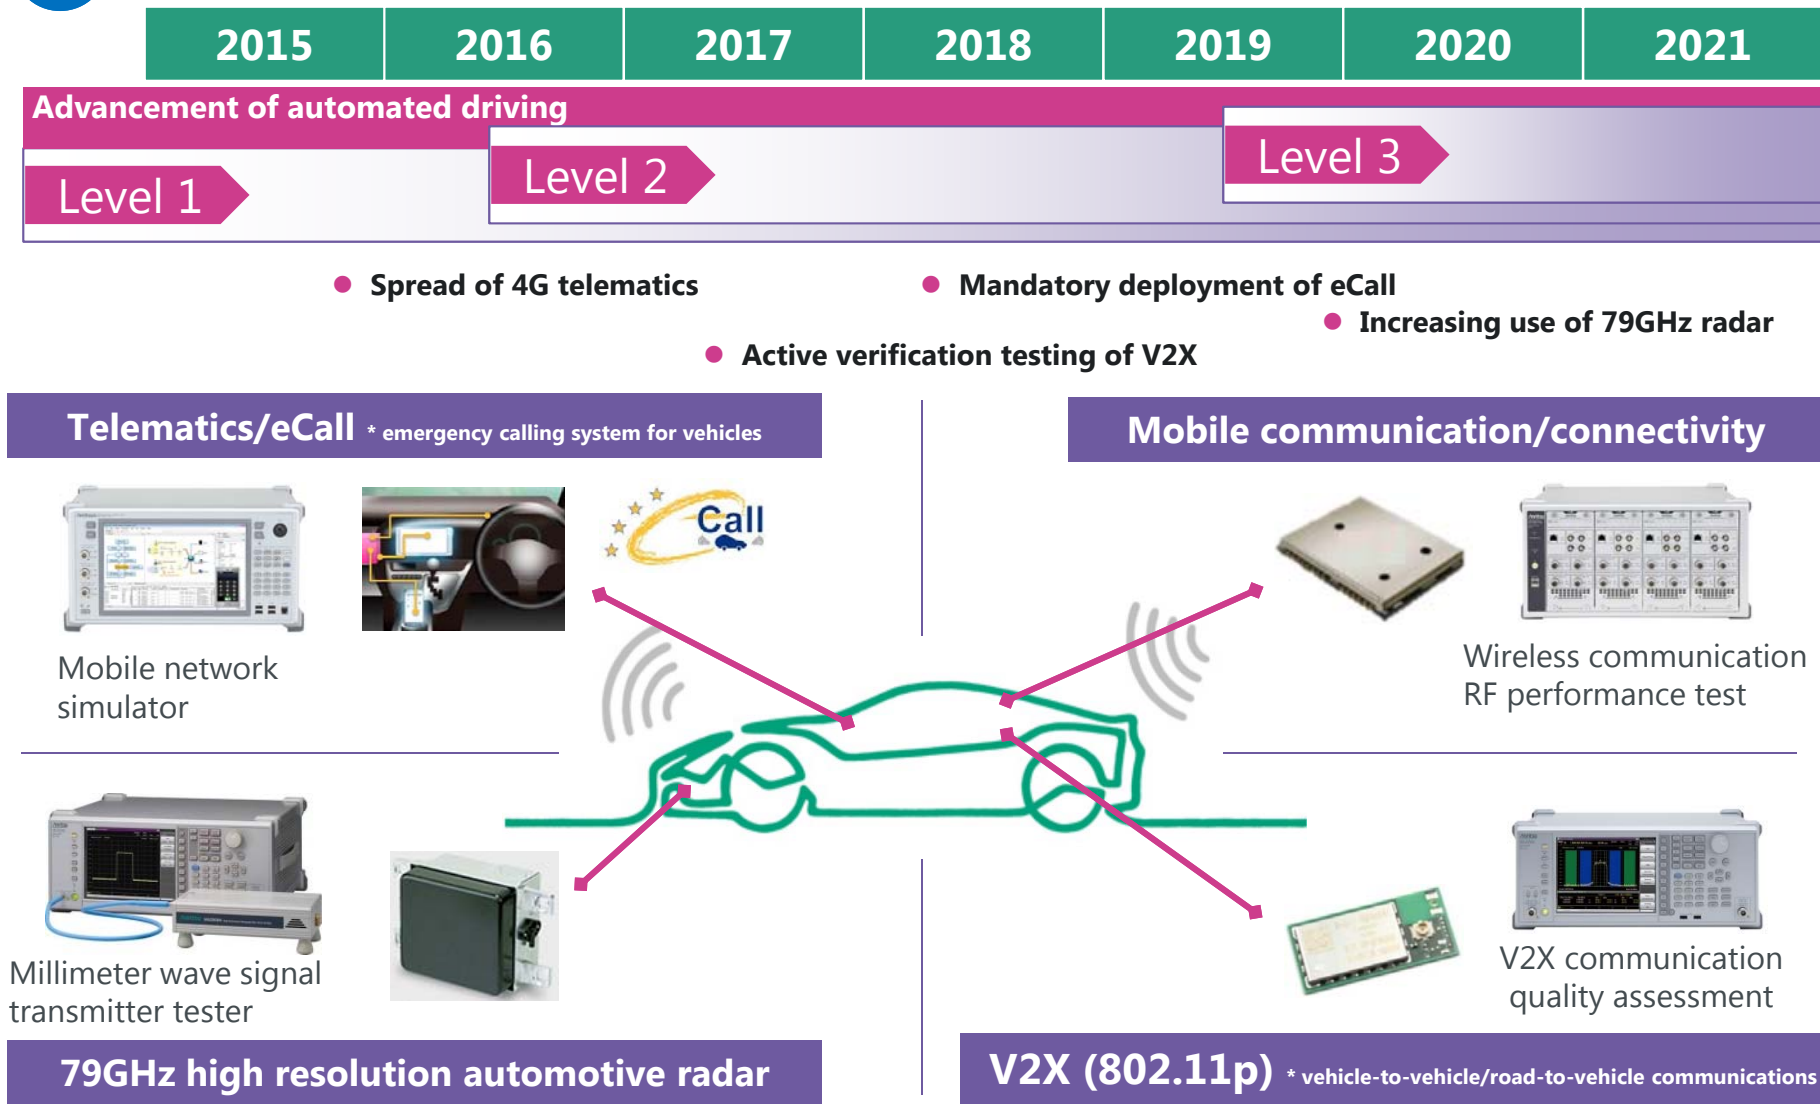 2015 2016 2017 2018 2019 2020 2021
Advancement of automated driving
Level 1
Level 2
Level 3
Spread of 4G telematics
Mandatory deployment of eCall
Increasing use of 79GHz radar
Active verification testing of V2X
Telematics/eCall * emergency calling system for vehicles
Mobile communication/connectivity
Call
Mobile network
simulator
Wireless communication
RF performance test
Millimeter wave signal
transmitter tester
V2X communication
quality assessment
79GHz high resolution automotive radar
V2X (802.11p) * vehicle-to-vehicle/road-to-vehicle communications